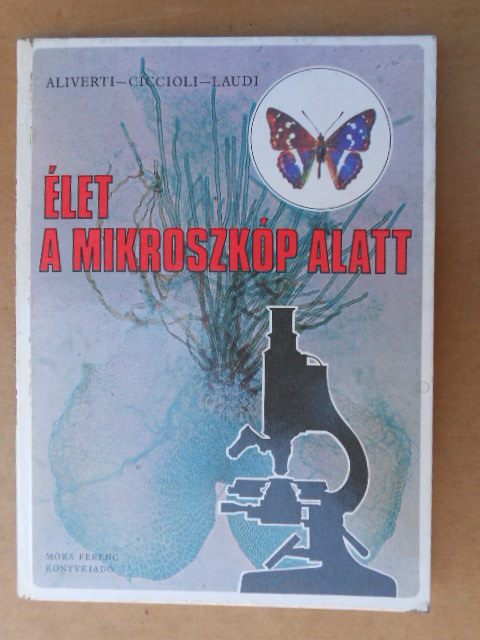 ALIVERTI—CICCIOLI—LAUDI
ÉLET
A MIKROSZKÓP ALATT
MÓRA FERENC
KÖNYVKIADÓ